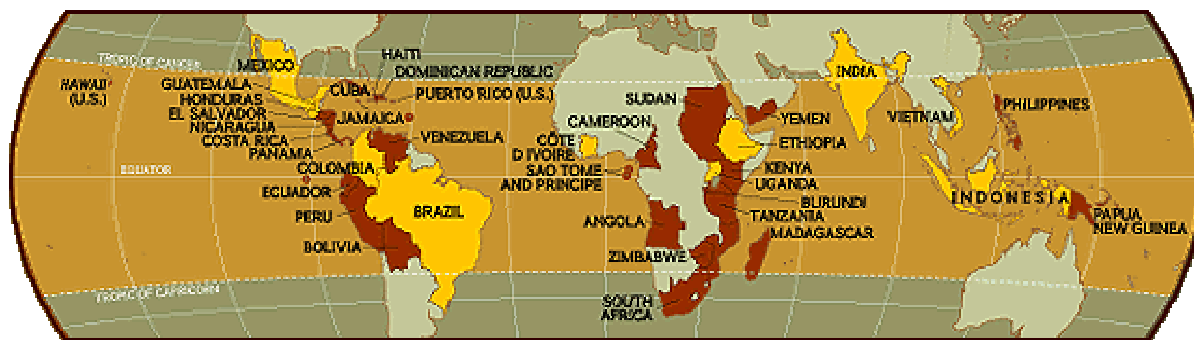 TROPIC OF CANCER
HAWAII
(U.S.)
MEXICO
GUATEMALA
HONDURAS
EL SALVADOR
NICARAGUA
COSTA RICA
PANAMA
HAITI
DOMINICAN REPUBLIC
CUBA
PUERTO RICO (U.S.)
JAMAICA
VENEZUELA
COLOMBIA
EQUATOR
ECUADOR
PERU
BRAZIL
BOLIVIA
TROPIC OF CAPRICORN
SUDAN
CAMEROON
CÔTE
D IVOIRE
SAO TOME
AND PRINCIPE
ANGOLA
ZIMBABWE
SOUTH
AFRICA
YEMEN
ETHIOPIA
KENYA
UGANDA
BURUNDI
TANZANIA
MADAGASCAR
INDIA
VIETNAM
PHILIPPINES
INDONESIA
PAPUA
NEW GUINEA